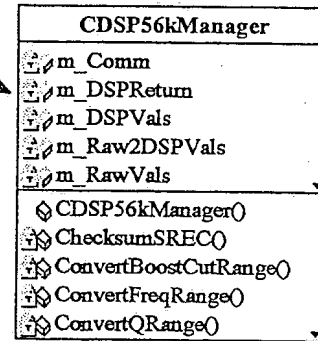 CDSP56kManager
m_Comm
m_DSPReturn
m_DSPVals
m_Raw2DSPVals
m_RawVals
CDSP56kManager()
ChecksumSREC()
ConvertBoostCutRange()
ConvertFreqRange()
ConvertQRange()